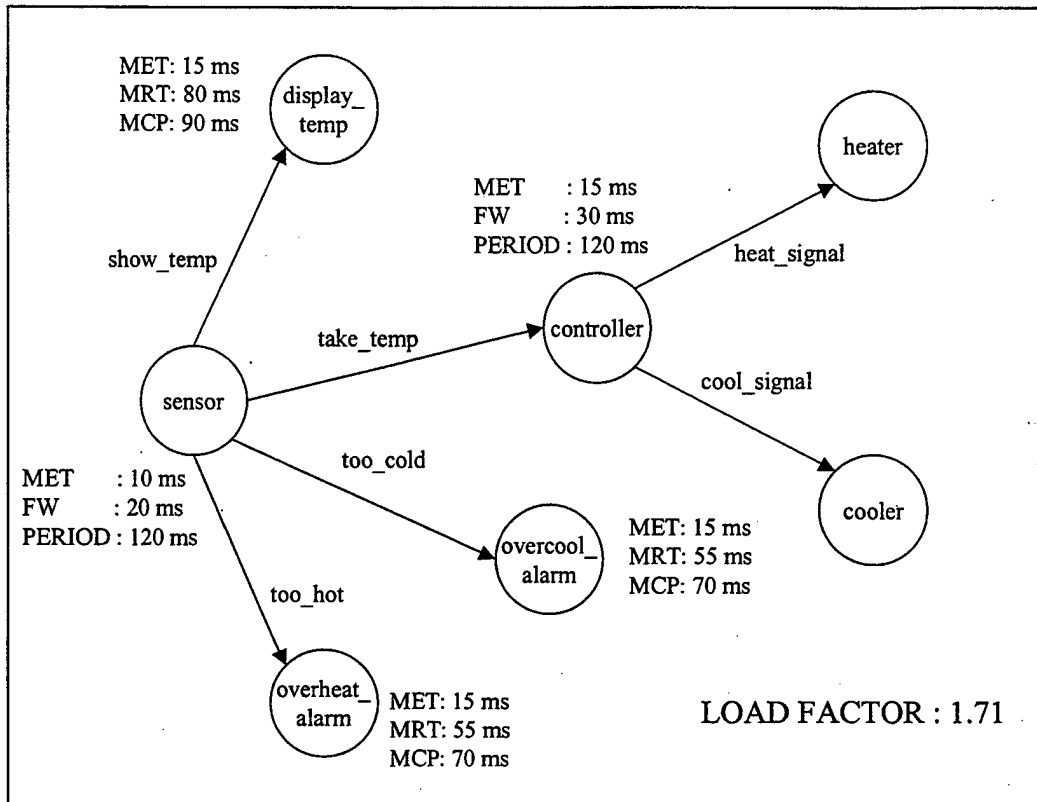 MET: 15 ms
MRT: 80 ms
MCP: 90 ms
display_
temp
heater
MET : 15 ms
FW : 30 ms
PERIOD : 120 ms
heat_signal
show_temp
take_temp
controller
cool_signal
sensor
too_cold
MET : 10 ms
FW : 20 ms
PERIOD : 120 ms
cooler
overcool_
alarm
MET: 15 ms
MRT: 55 ms
MCP: 70 ms
too_hot
overheat_
alarm
MET: 15 ms
MRT: 55 ms
MCP: 70 ms
LOAD FACTOR : 1.71